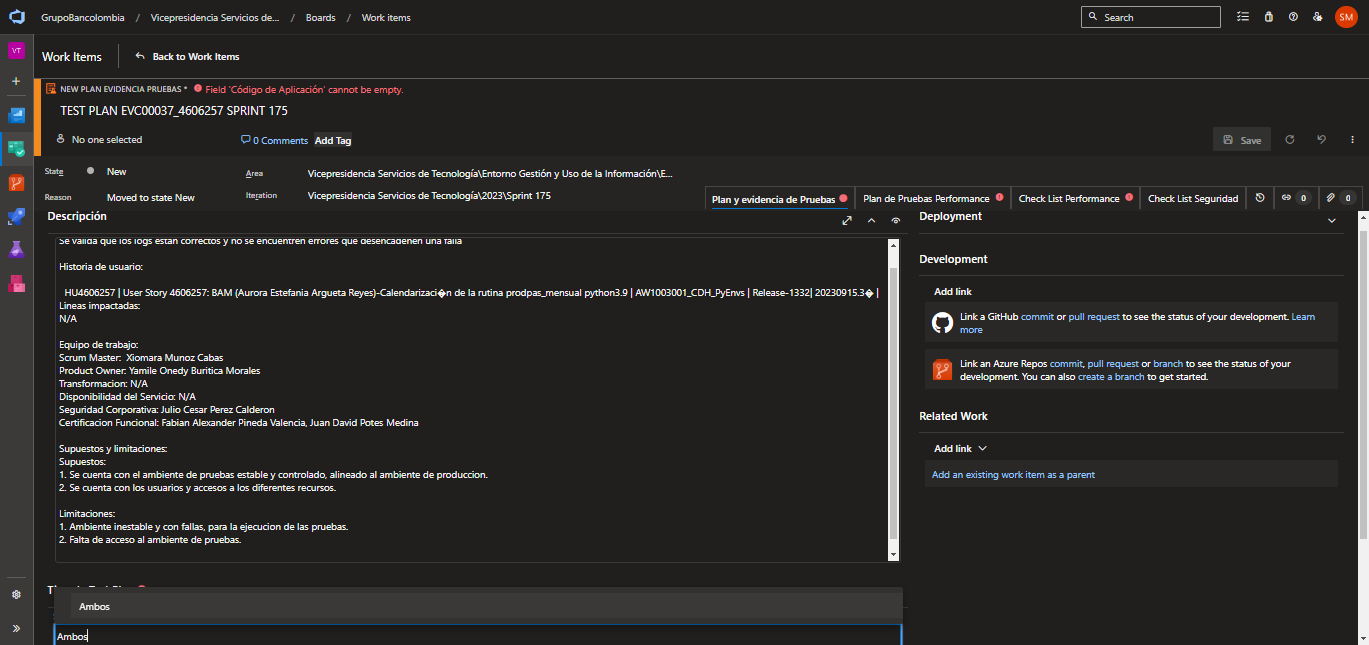 GrupoBancolombia / Vicepresidencia Servicios de... / Boards / Work items
Search
SM
VT
Work Items
Back to Work Items
NEW PLAN EVIDENCIA PRUEBAS * Field 'Código de Aplicación' cannot be empty.
TEST PLAN EVC00037_4606257 SPRINT 175
No one selected
0 Comments
Add Tag
Save
State New
Area Vicepresidencia Servicios de Tecnología\Entorno Gestión y Uso de la Información\E...
Reason Moved to state New
Iteration Vicepresidencia Servicios de Tecnología\2023\Sprint 175
Plan y evidencia de Pruebas
Plan de Pruebas Performance
Check List Performance
Check List Seguridad
0
0
Descripción
Se valida que los logs estan correctos y no se encuentren errores que desencadenen una falla
Historia de usuario:
HU4606257 | User Story 4606257: BAM (Aurora Estefania Argueta Reyes)-Calendarizaci�n de la rutina prodpas_mensual python3.9 | AW1003001_CDH_PyEnvs | Release-1332| 20230915.3� |
Lineas impactadas:
N/A
Equipo de trabajo:
Scrum Master: Xiomara Munoz Cabas
Product Owner: Yamile Onedy Buritica Morales
Transformacion: N/A
Disponibilidad del Servicio: N/A
Seguridad Corporativa: Julio Cesar Perez Calderon
Certificacion Funcional: Fabian Alexander Pineda Valencia, Juan David Potes Medina
Supuestos y limitaciones:
Supuestos:
1. Se cuenta con el ambiente de pruebas estable y controlado, alineado al ambiente de produccion.
2. Se cuenta con los usuarios y accesos a los diferentes recursos.
Limitaciones:
1. Ambiente inestable y con fallas, para la ejecucion de las pruebas.
2. Falta de acceso al ambiente de pruebas.
Ambos
Ambos
Deployment
Development
Add link
Link a GitHub commit or pull request to see the status of your development. Learn
more
Link an Azure Repos commit, pull request or branch to see the status of your
development. You can also create a branch to get started.
Related Work
Add link
Add an existing work item as a parent